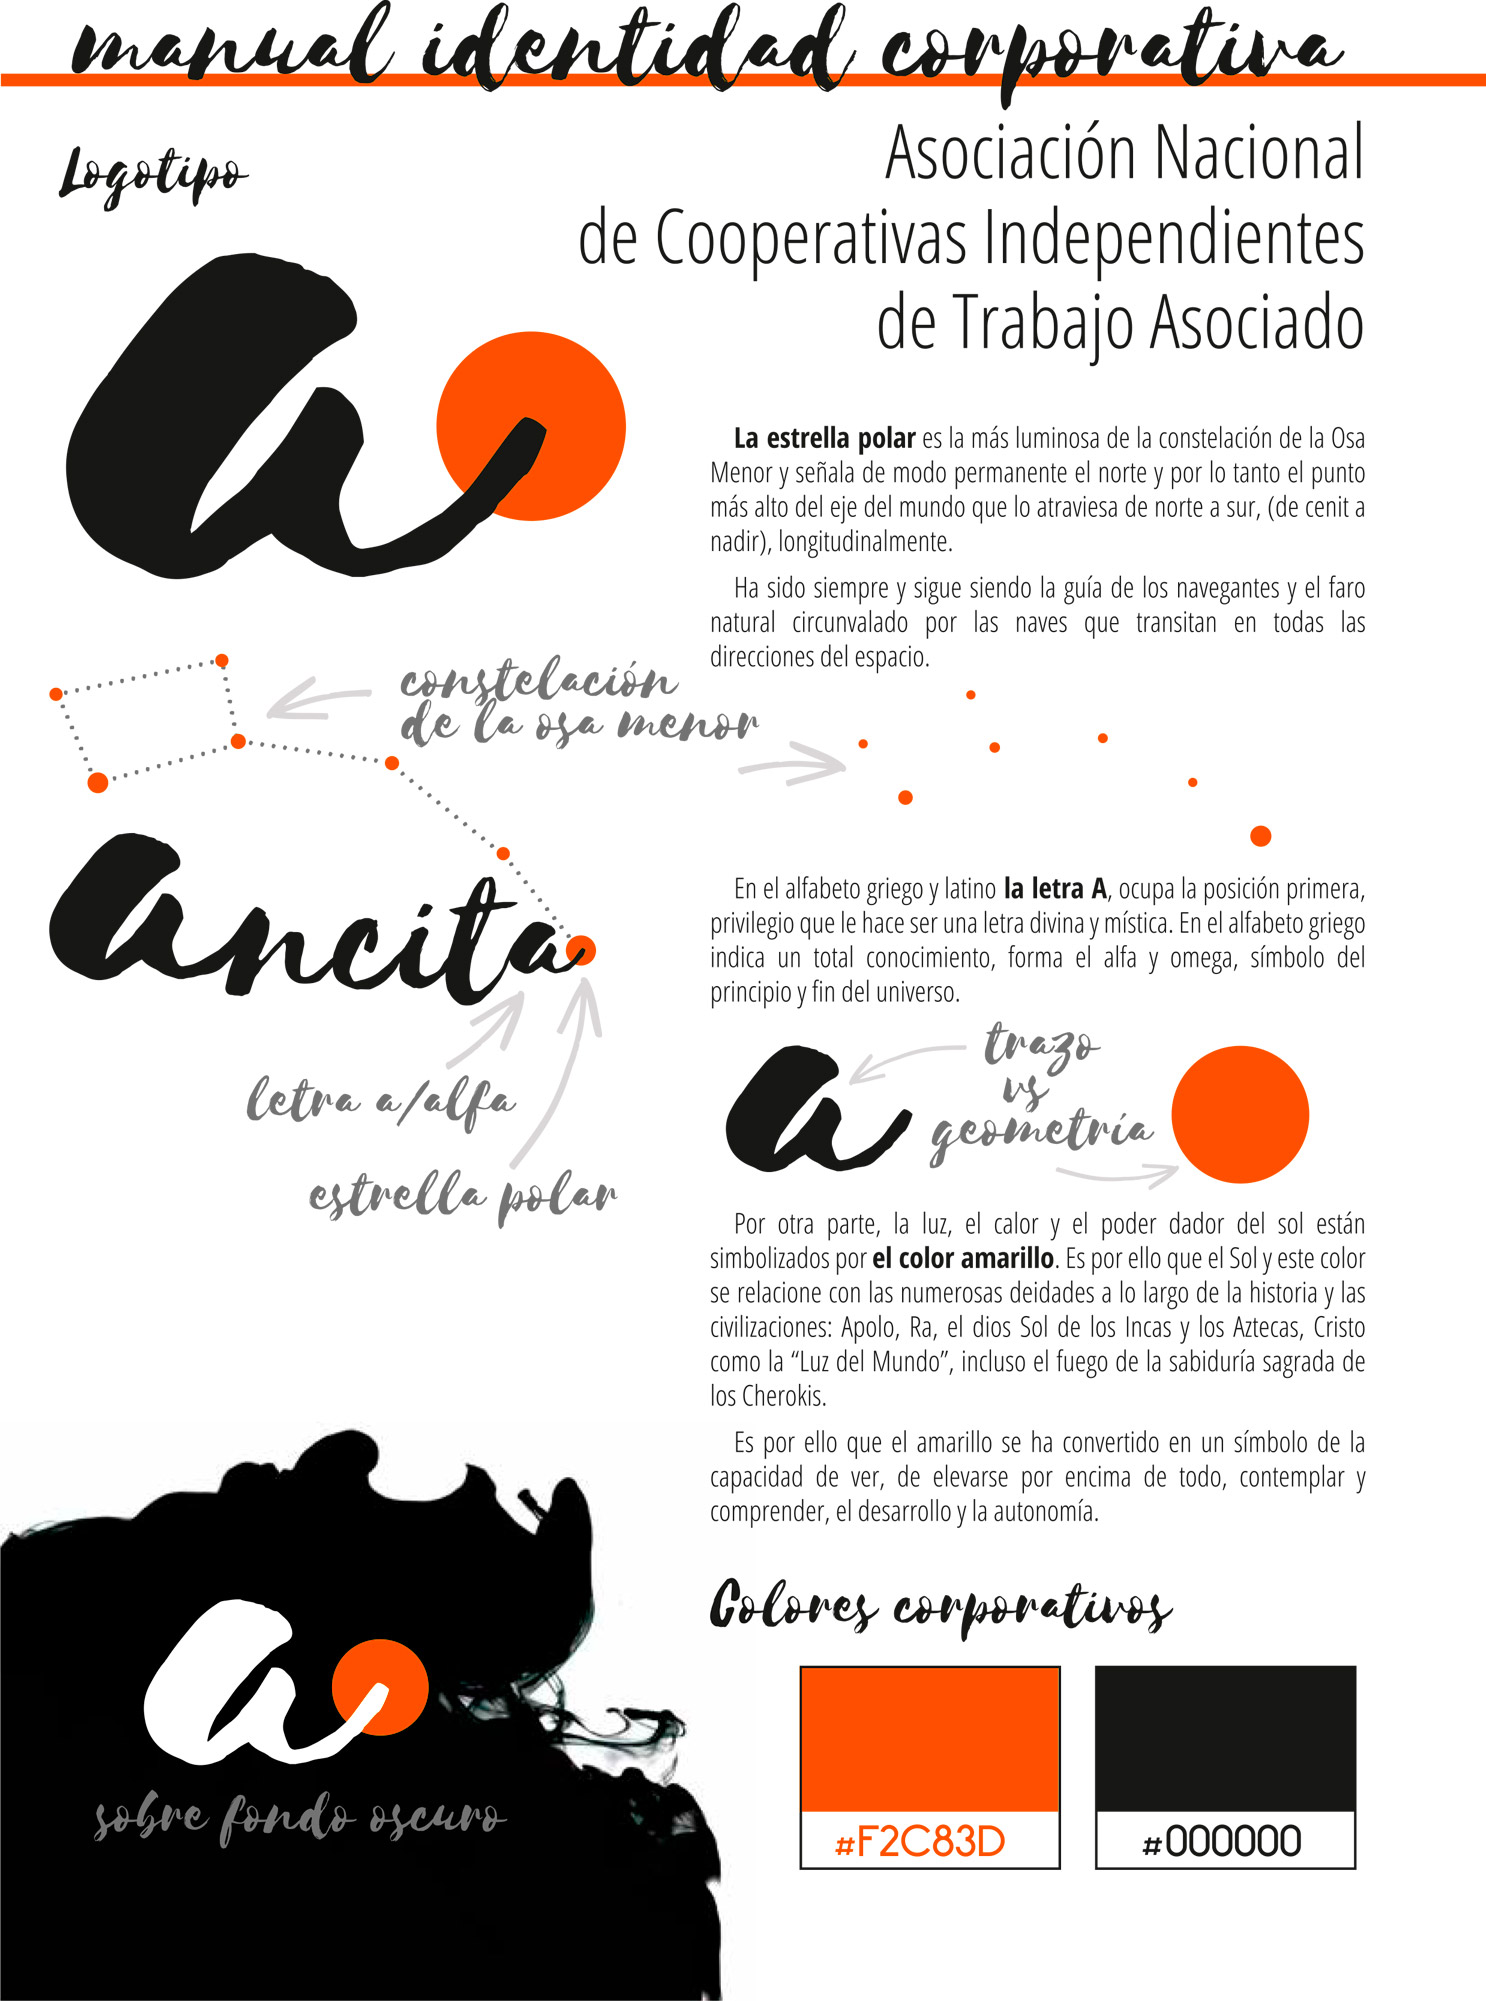 manual identidad corporativa
Logotipo
Asociación Nacional
de Cooperativas Independientes
de Trabajo Asociado
La estrella polar es la más luminosa de la constelación de la Osa
Menor y señala de modo permanente el norte y por lo tanto el punto
más alto del eje del mundo que lo atraviesa de norte a sur, (de cenit a
nadir), longitudinalmente.
Ha sido siempre y sigue siendo la guía de los navegantes y el faro
natural circunvalado por las naves que transitan en todas las
direcciones del espacio.
constelación
de la osa menor
ancita
letra a/alfa
estrella polar
En el alfabeto griego y latino la letra A, ocupa la posición primera,
privilegio que le hace ser una letra divina y mística. En el alfabeto griego
indica un total conocimiento, forma el alfa y omega, símbolo del
principio y fin del universo.
a
trazo
vs
geometría
Por otra parte, la luz, el calor y el poder dador del sol están
simbolizados por el color amarillo. Es por ello que el Sol y este color
se relacione con las numerosas deidades a lo largo de la historia y las
civilizaciones: Apolo, Ra, el dios Sol de los Incas y los Aztecas, Cristo
como la “Luz del Mundo”, incluso el fuego de la sabiduría sagrada de
los Cherokis.
Es por ello que el amarillo se ha convertido en un símbolo de la
capacidad de ver, de elevarse por encima de todo, contemplar y
comprender, el desarrollo y la autonomía.
a
sobre fondo oscuro
Colores corporativos
#F2C83D
#000000